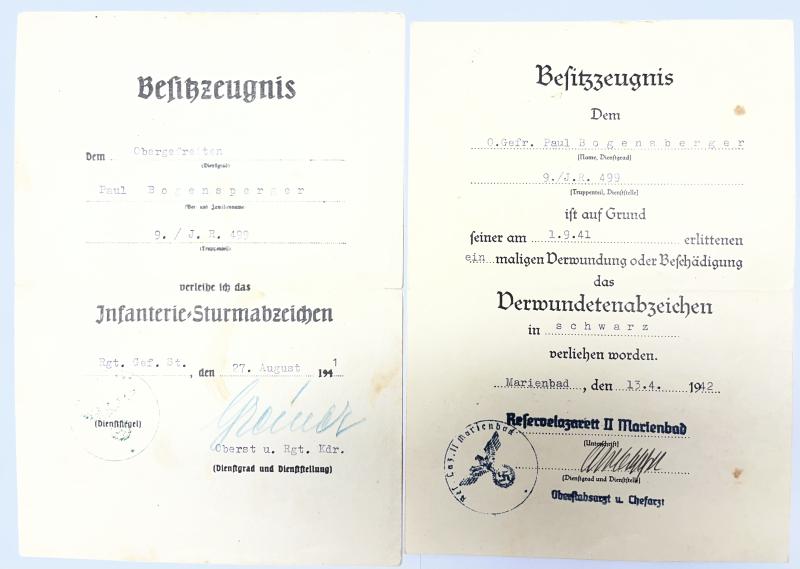 Besitzzeugnis
Dem Obergefreiten
(Dienstgrad)
Paul Bogensperger
(Vor- und Familienname
9. / J. R. 499
(Truppenteil)
verleihe ich das
Infanterie-Sturmabzeichen
Rgt. Gef. St. , den 27. August 1941
(Dienstsiegel)
Oberst u. Rgt. Kdr.
(Dienstgrad und Dienststellung)
Besitzzeugnis
Dem
O.Gefr. Paul Bogensberger
(Name, Dienstgrad)
9./J.R. 499
(Truppenteil, Dienststelle)
ist auf Grund
seiner am 1.9.41 erlittenen
ein maligen Verwundung oder Beschädigung
das
Verwundetenabzeichen
in schwarz
verliehen worden.
Marienbad , den 13.4. 1942
Reservelazarett II Marienbad
(Unterschrift)
(Dienstgrad und Dienststelle)
Oberstabsarzt u. Chefarzt
Res. Laz. II Marienbad